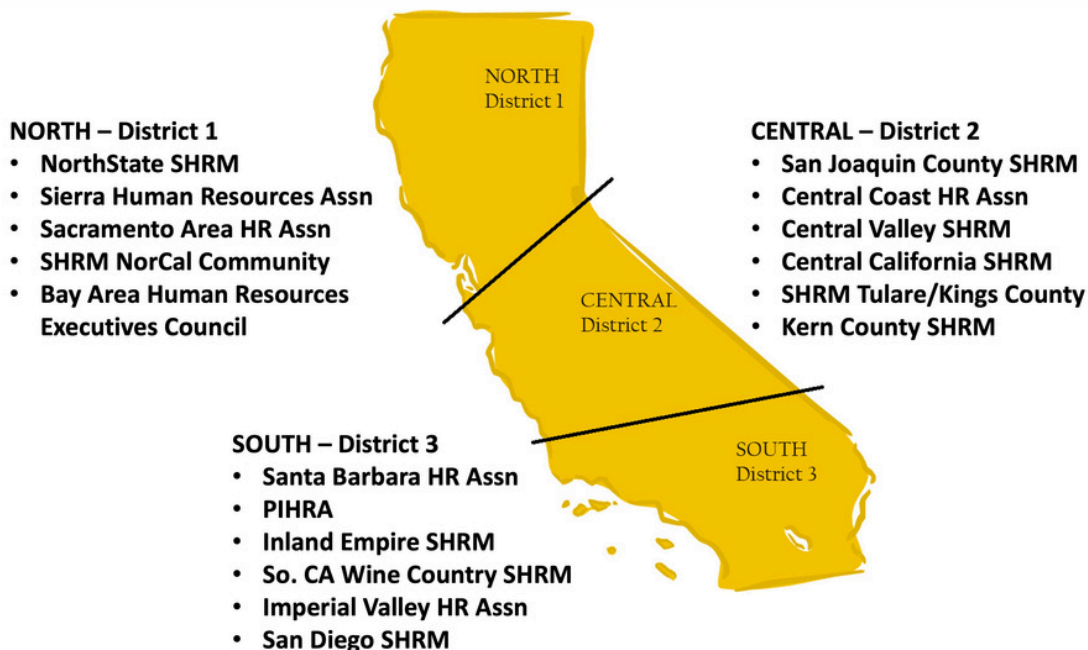 NORTH
District 1
NORTH – District 1
• NorthState SHRM
• Sierra Human Resources Assn
• Sacramento Area HR Assn
• SHRM NorCal Community
• Bay Area Human Resources
Executives Council
CENTRAL – District 2
• San Joaquin County SHRM
• Central Coast HR Assn
• Central Valley SHRM
• Central California SHRM
• SHRM Tulare/Kings County
• Kern County SHRM
CENTRAL
District 2
SOUTH – District 3
• Santa Barbara HR Assn
• PIHRA
• Inland Empire SHRM
• So. CA Wine Country SHRM
• Imperial Valley HR Assn
• San Diego SHRM
SOUTH
District 3